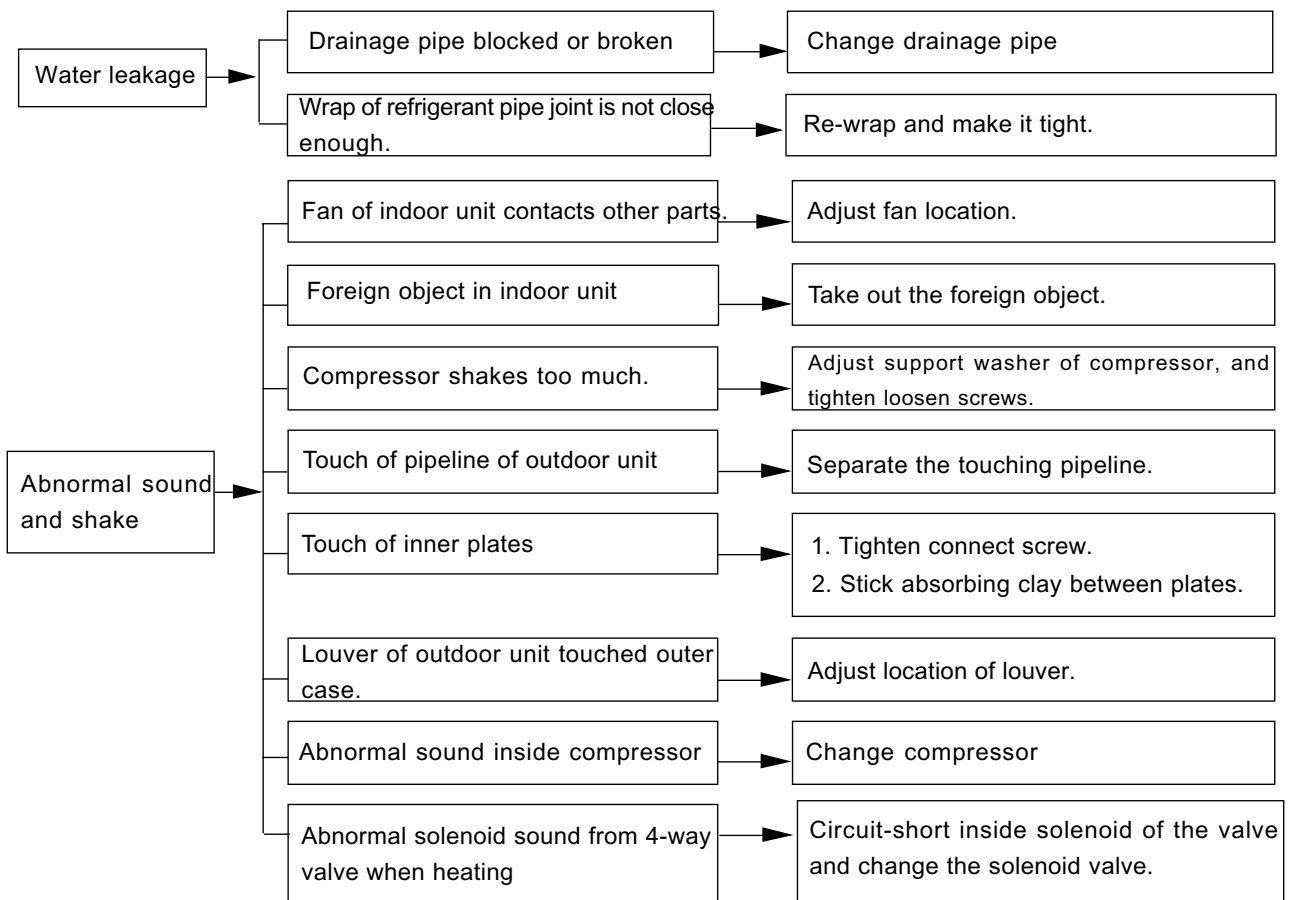 Water leakage
Drainage pipe blocked or broken
Change drainage pipe
Wrap of refrigerant pipe joint is not close
enough.
Re-wrap and make it tight.
Abnormal sound
and shake
Fan of indoor unit contacts other parts.
Adjust fan location.
Foreign object in indoor unit
Take out the foreign object.
Compressor shakes too much.
Adjust support washer of compressor, and
tighten loosen screws.
Touch of pipeline of outdoor unit
Separate the touching pipeline.
Touch of inner plates
1. Tighten connect screw.
2. Stick absorbing clay between plates.
Louver of outdoor unit touched outer
case.
Adjust location of louver.
Abnormal sound inside compressor
Change compressor
Abnormal solenoid sound from 4-way
valve when heating
Circuit-short inside solenoid of the valve
and change the solenoid valve.